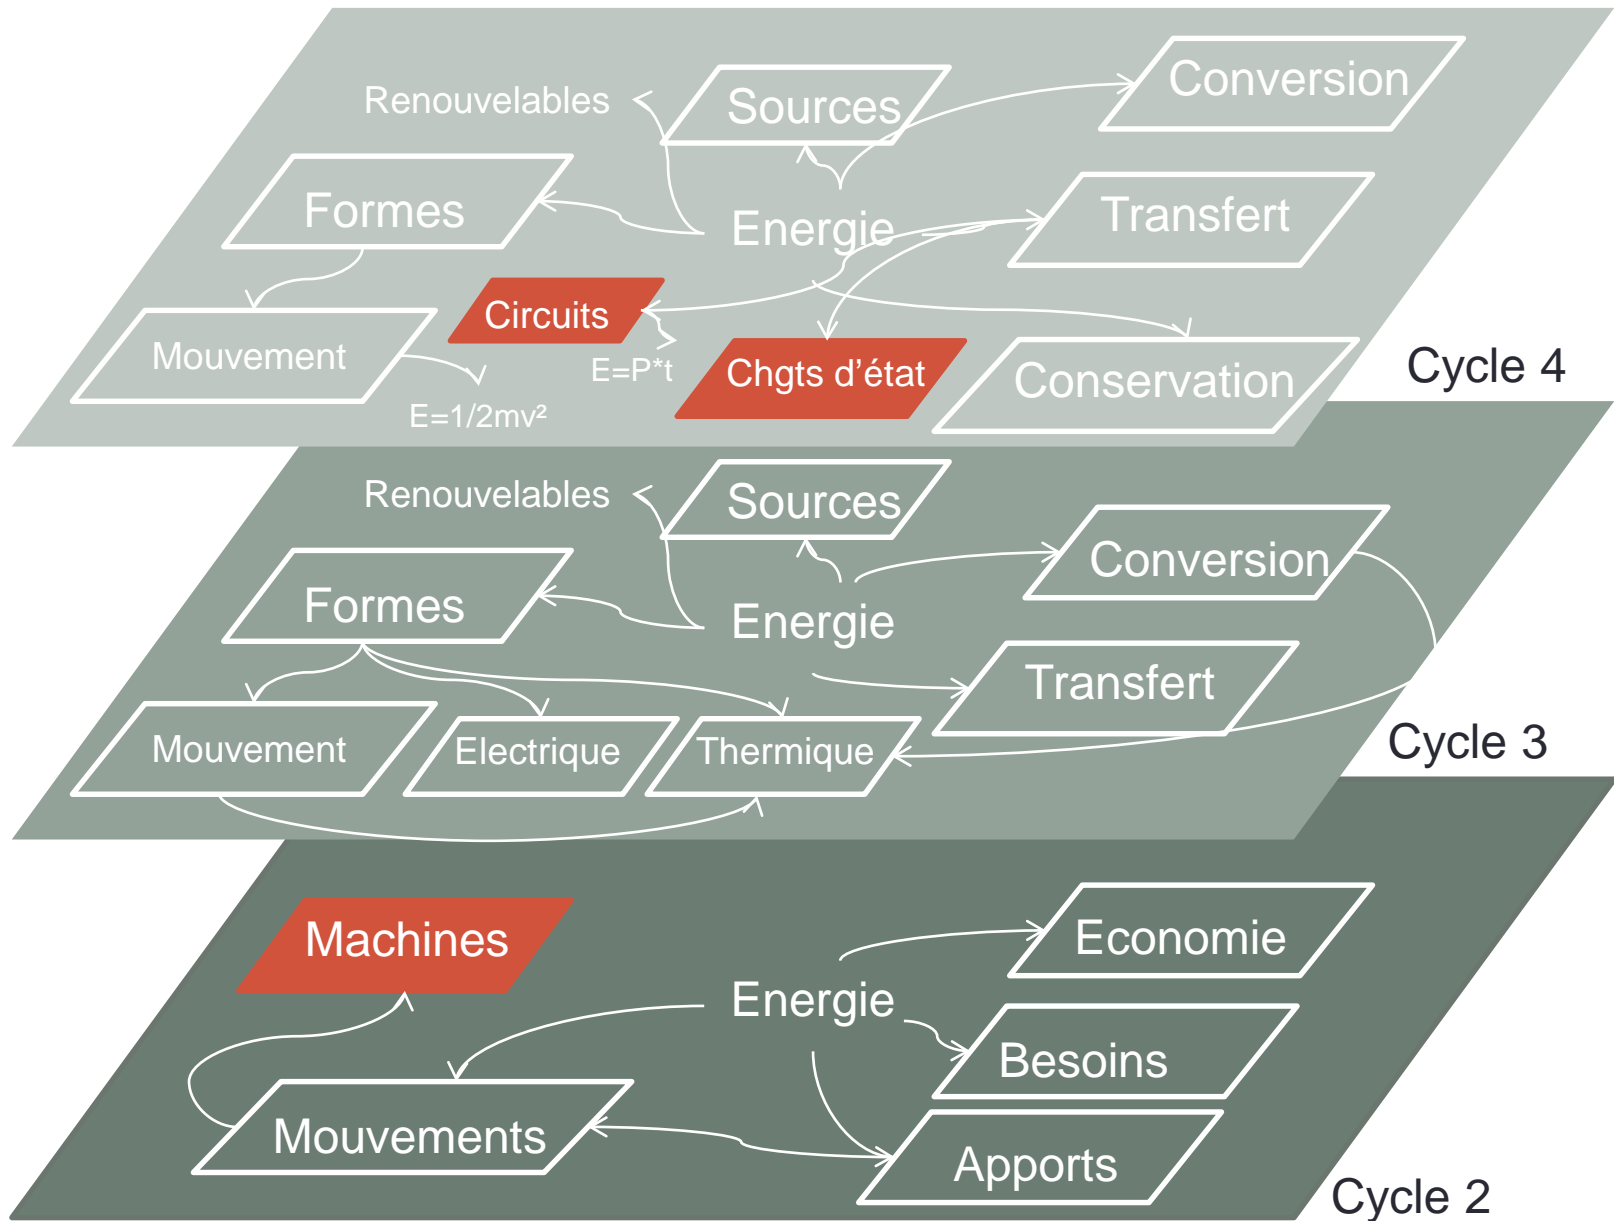 Conversion
Renouvelables
Sources
Formes
Energie
Transfert
Circuits
Mouvement
E=P*t
Chgts d’état
Conservation
Cycle 4
E=1/2mv²
Renouvelables
Sources
Conversion
Formes
Energie
Transfert
Mouvement
Electrique
Thermique
Cycle 3
Machines
Economie
Energie
Besoins
Mouvements
Apports
Cycle 2